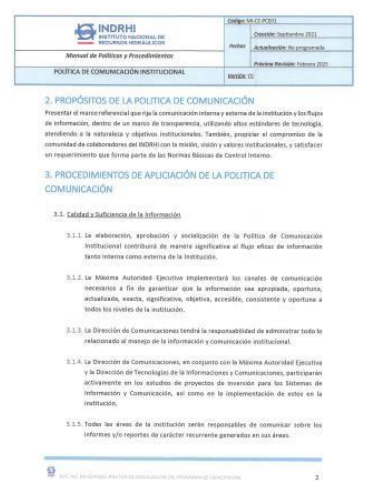 INDRHI
INSTITUTO NACIONAL DE
RECURSOS HIDRÁULICOS
Manual de Políticas y Procedimientos
POLÍTICA DE COMUNICACIÓN INSTITUCIONAL
Código: MI-CE-PCE01
Fechas
Creación: Septiembre 2021
Actualización: No programada
Próxima Revisión: Febrero 2025
Versión: 01
2. PROPÓSITOS DE LA POLITICA DE COMUNICACIÓN
Presentar el marco referencial que rija la comunicación interna y externa de la institución y los flujos
de información, dentro de un marco de transparencia, utilizando altos estándares de tecnología,
atendiendo a la naturaleza y objetivos institucionales. También, propiciar el compromiso de la
comunidad de colaboradores del INDRHI con la misión, visión y valores institucionales, y satisfacer
un requerimiento que forma parte de las Normas Básicas de Control Interno.
3. PROCEDIMIENTOS DE APLICIACIÓN DE LA POLITICA DE
COMUNICACIÓN
3.1. Calidad y Suficiencia de la Información
3.1.1. La elaboración, aprobación y socialización de la Política de Comunicación
Institucional contribuirá de manera significativa al flujo eficaz de información
tanto interna como externa de la Institución.
3.1.2. La Máxima Autoridad Ejecutiva implementará los canales de comunicación
necesarios a fin de garantizar que la información sea apropiada, oportuna,
actualizada, exacta, significativa, objetiva, accesible, consistente y oportuna a
todos los niveles de la institución.
3.1.3. La Dirección de Comunicaciones tendrá la responsabilidad de administrar todo lo
relacionado al manejo de la información y comunicación institucional.
3.1.4. La Dirección de Comunicaciones, en conjunto con la Máxima Autoridad Ejecutiva
y la Dirección de Tecnologías de la Informaciones y Comunicaciones, participarán
activamente en los estudios de proyectos de inversión para los Sistemas de
Información y Comunicación, así como en la implementación de estos en la
institución.
3.1.5. Todas las áreas de la institución serán responsables de comunicar sobre los
informes y/o reportes de carácter recurrente generados en sus áreas.
2